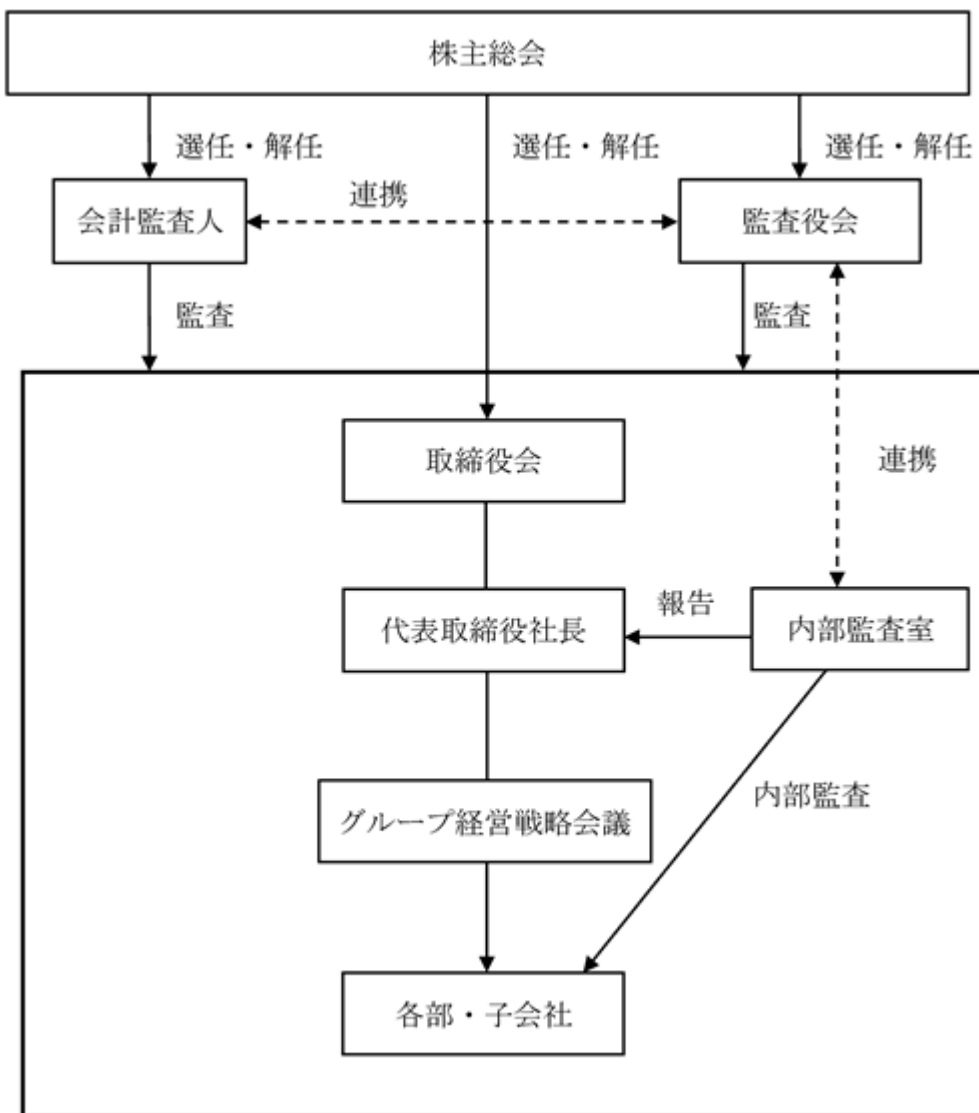 株主総会
選任・解任
選任・解任
選任・解任
連携
会計監査人
監査役会
監査
監査
取締役会
連携
報告
代表取締役社長
内部監査室
内部監査
グループ経営戦略会議
各部・子会社